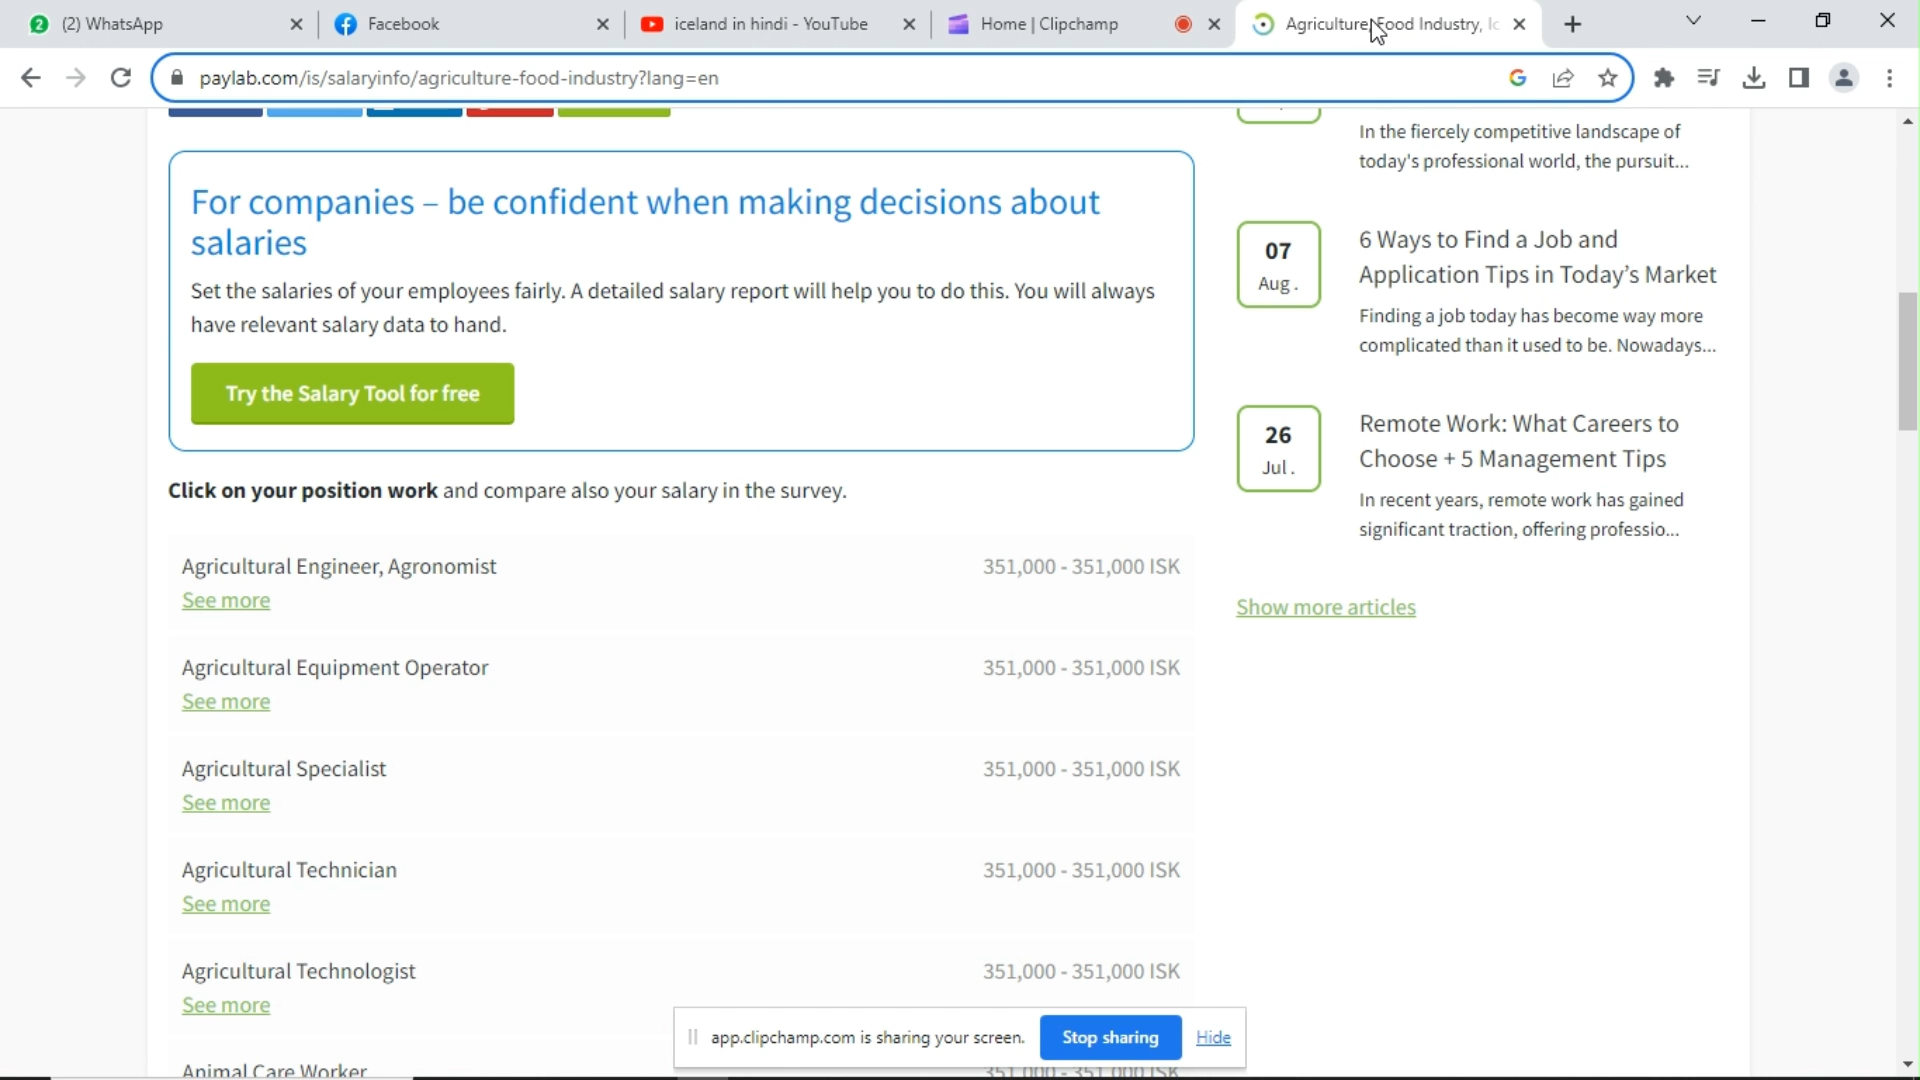 2
(2) WhatsApp
Facebook
iceland in hindi - YouTube
Home | Clipchamp
Agriculture, Food Industry, Ic
paylab.com/is/salaryinfo/agriculture-food-industry?lang=en
For companies – be confident when making decisions about
salaries
Set the salaries of your employees fairly. A detailed salary report will help you to do this. You will always
have relevant salary data to hand.
Try the Salary Tool for free
Click on your position work and compare also your salary in the survey.
Agricultural Engineer, Agronomist 351,000 - 351,000 ISK
See more
Agricultural Equipment Operator 351,000 - 351,000 ISK
See more
Agricultural Specialist 351,000 - 351,000 ISK
See more
Agricultural Technician 351,000 - 351,000 ISK
See more
Agricultural Technologist 351,000 - 351,000 ISK
See more
Animal Care Worker 351,000 - 351,000 ISK
In the fiercely competitive landscape of
today's professional world, the pursuit...
07
Aug.
6 Ways to Find a Job and
Application Tips in Today’s Market
Finding a job today has become way more
complicated than it used to be. Nowadays...
26
Jul.
Remote Work: What Careers to
Choose + 5 Management Tips
In recent years, remote work has gained
significant traction, offering professio...
Show more articles
app.clipchamp.com is sharing your screen.
Stop sharing
Hide